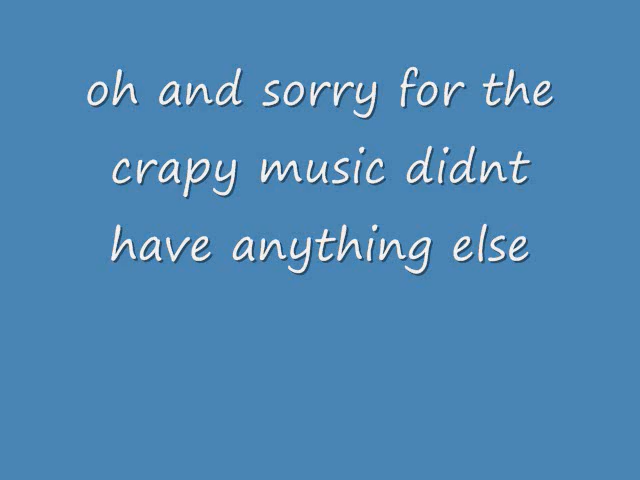 oh and sorry for the
crapy music didnt
have anything else